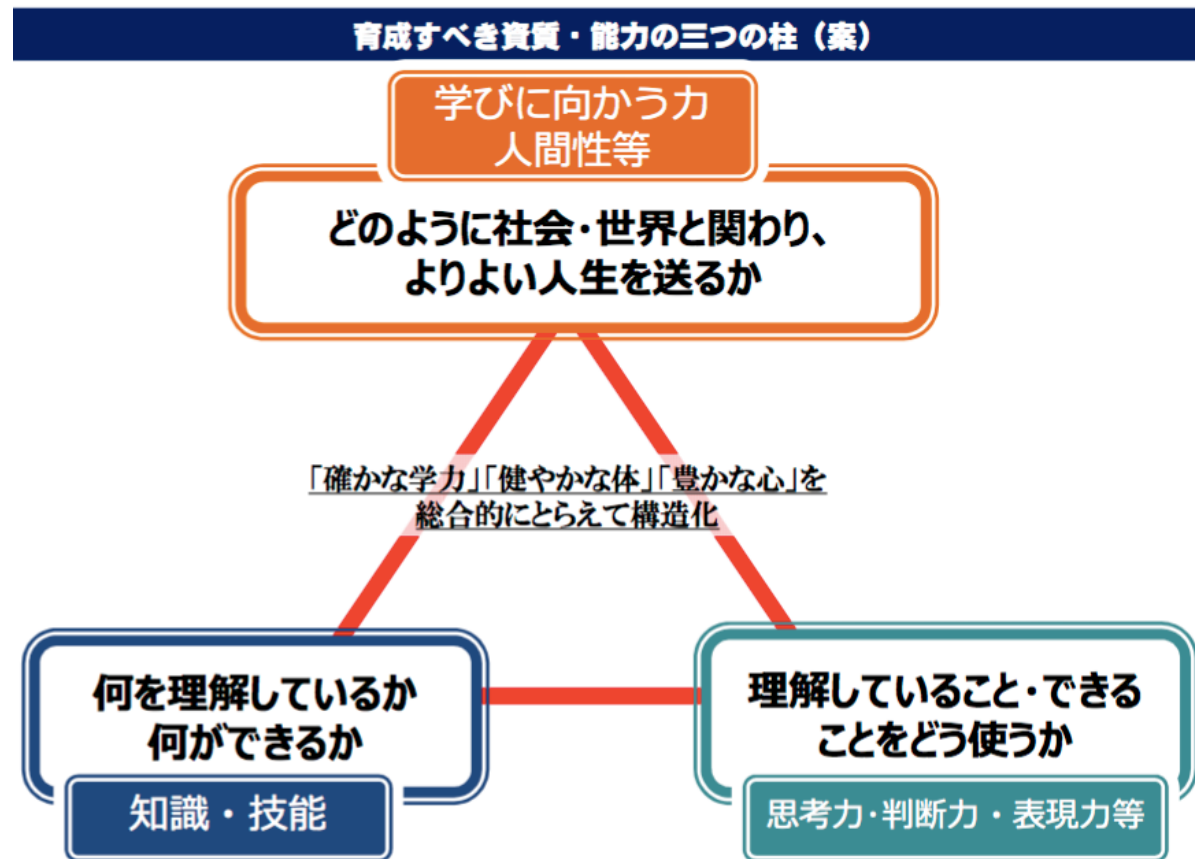 育成すべき資質・能力の三つの柱（案）
学びに向かう力
人間性等
どのように社会・世界と関わり、
よりよい人生を送るか
「確かな学力」「健やかな体」「豊かな心」を
総合的にとらえて構造化
何を理解しているか
何ができるか
知識・技能
理解していること・できる
ことをどう使うか
思考力・判断力・表現力等